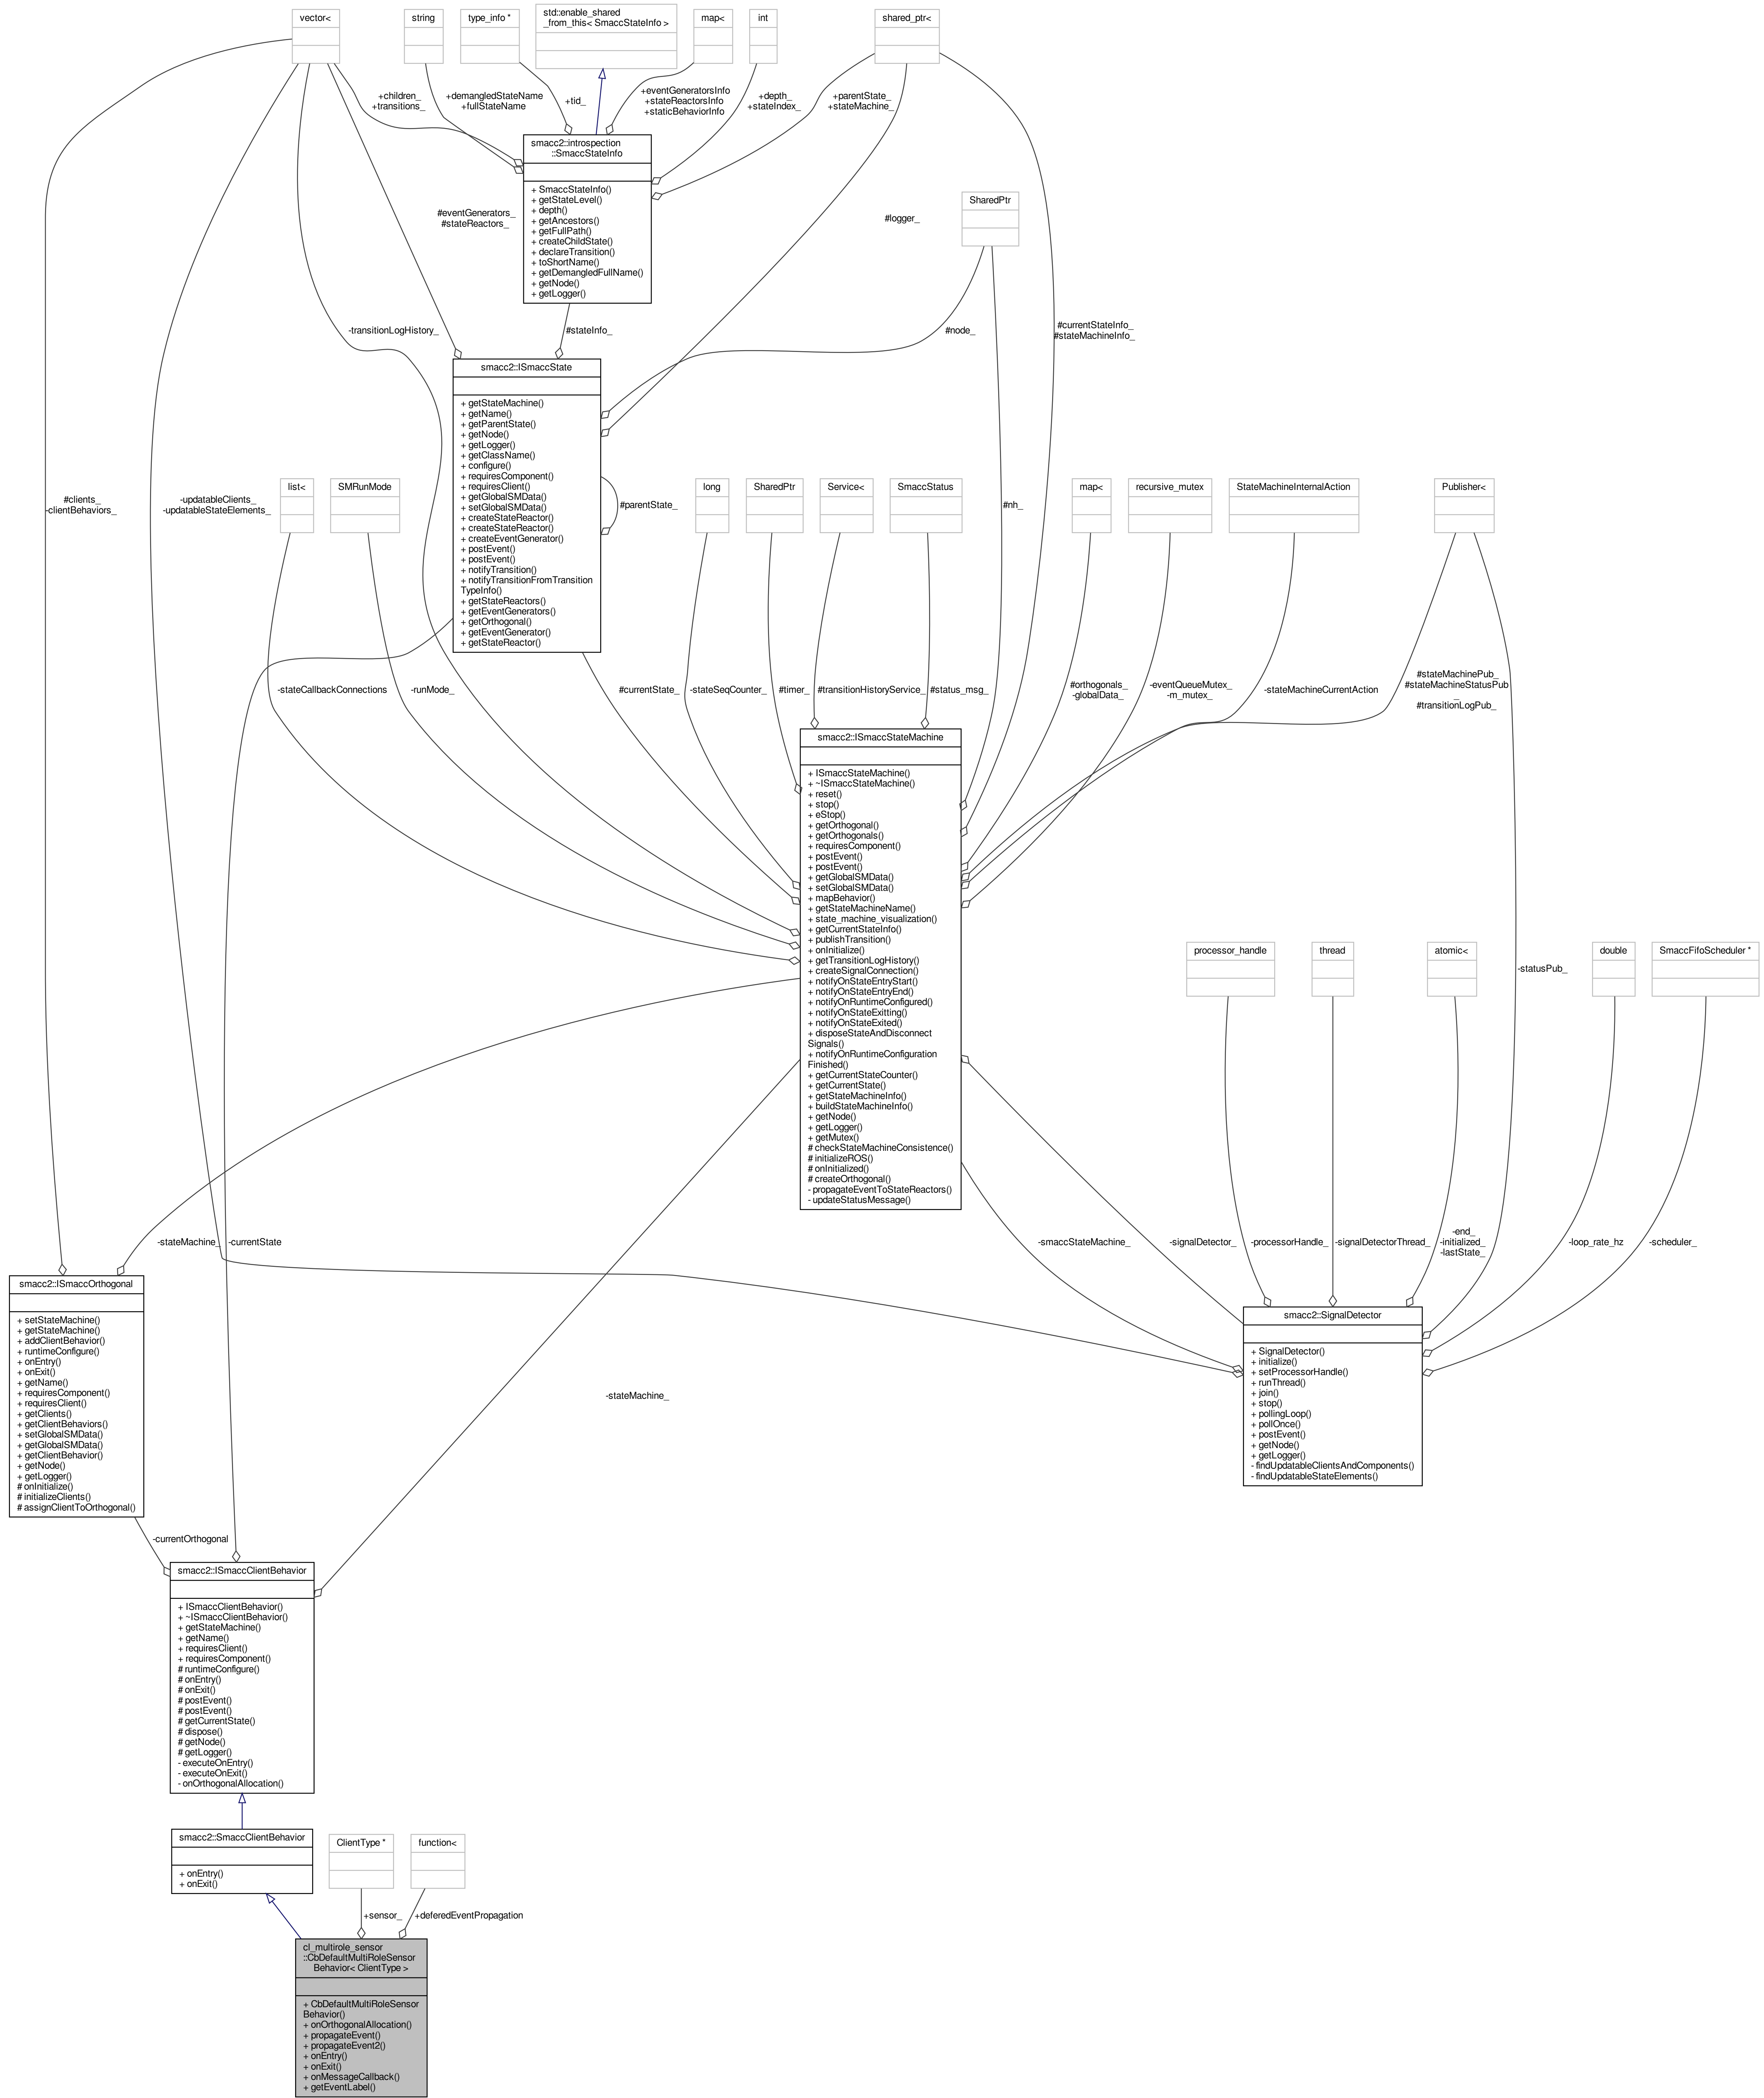 vector<
string
type_info *
std::enable_shared
_from_this< SmaccStateInfo >
map<
int
shared_ptr<
+children_
+transitions_
+demangledStateName
+fullStateName
+tid_
+eventGeneratorsInfo
+stateReactorsInfo
+staticBehaviorInfo
+depth_
+stateIndex_
+parentState_
+stateMachine_
smacc2::introspection
::SmaccStateInfo
+ SmaccStateInfo()
+ getStateLevel()
+ depth()
+ getAncestors()
+ getFullPath()
+ createChildState()
+ declareTransition()
+ toShortName()
+ getDemangledFullName()
+ getNode()
+ getLogger()
#eventGenerators_
#stateReactors_
#logger_
SharedPtr
-transitionLogHistory_
#stateInfo_
#node_
#currentStateInfo_
#stateMachineInfo_
smacc2::ISmaccState
+ getStateMachine()
+ getName()
+ getParentState()
+ getNode()
+ getLogger()
+ getClassName()
+ configure()
+ requiresComponent()
+ requiresClient()
+ getGlobalSMData()
+ setGlobalSMData()
+ createStateReactor()
+ createStateReactor()
+ createEventGenerator()
+ postEvent()
+ postEvent()
+ notifyTransition()
+ notifyTransitionFromTransition
TypeInfo()
+ getStateReactors()
+ getEventGenerators()
+ getOrthogonal()
+ getEventGenerator()
+ getStateReactor()
#clients_
-clientBehaviors_
-updatableClients_
-updatableStateElements_
list<
SMRunMode
#parentState_
long
SharedPtr
Service<
SmaccStatus
#nh_
map<
recursive_mutex
StateMachineInternalAction
Publisher<
-stateCallbackConnections
-runMode_
#currentState_
-stateSeqCounter_
#timer_
#transitionHistoryService_
#status_msg_
#orthogonals_
-globalData_
-eventQueueMutex_
-m_mutex_
-stateMachineCurrentAction
#stateMachinePub_
#stateMachineStatusPub
_
#transitionLogPub_
smacc2::ISmaccStateMachine
+ ISmaccStateMachine()
+ ~ISmaccStateMachine()
+ reset()
+ stop()
+ eStop()
+ getOrthogonal()
+ getOrthogonals()
+ requiresComponent()
+ postEvent()
+ postEvent()
+ getGlobalSMData()
+ setGlobalSMData()
+ mapBehavior()
+ getStateMachineName()
+ state_machine_visualization()
+ getCurrentStateInfo()
+ publishTransition()
+ onInitialize()
+ getTransitionLogHistory()
+ createSignalConnection()
+ notifyOnStateEntryStart()
+ notifyOnStateEntryEnd()
+ notifyOnRuntimeConfigured()
+ notifyOnStateExitting()
+ notifyOnStateExited()
+ disposeStateAndDisconnect
Signals()
+ notifyOnRuntimeConfiguration
Finished()
+ getCurrentStateCounter()
+ getCurrentState()
+ getStateMachineInfo()
+ buildStateMachineInfo()
+ getNode()
+ getLogger()
+ getMutex()
# checkStateMachineConsistence()
# initializeROS()
# onInitialized()
# createOrthogonal()
- propagateEventToStateReactors()
- updateStatusMessage()
processor_handle
thread
atomic<
-statusPub_
double
SmaccFifoScheduler *
-stateMachine_
-currentState
-smaccStateMachine_
-signalDetector_
-processorHandle_
-signalDetectorThread_
-end_
-initialized_
-lastState_
-loop_rate_hz
-scheduler_
smacc2::ISmaccOrthogonal
+ setStateMachine()
+ getStateMachine()
+ addClientBehavior()
+ runtimeConfigure()
+ onEntry()
+ onExit()
+ getName()
+ requiresComponent()
+ requiresClient()
+ getClients()
+ getClientBehaviors()
+ setGlobalSMData()
+ getGlobalSMData()
+ getClientBehavior()
+ getNode()
+ getLogger()
# onInitialize()
# initializeClients()
# assignClientToOrthogonal()
smacc2::SignalDetector
+ SignalDetector()
+ initialize()
+ setProcessorHandle()
+ runThread()
+ join()
+ stop()
+ pollingLoop()
+ pollOnce()
+ postEvent()
+ getNode()
+ getLogger()
- findUpdatableClientsAndComponents()
- findUpdatableStateElements()
-stateMachine_
-currentOrthogonal
smacc2::ISmaccClientBehavior
+ ISmaccClientBehavior()
+ ~ISmaccClientBehavior()
+ getStateMachine()
+ getName()
+ requiresClient()
+ requiresComponent()
# runtimeConfigure()
# onEntry()
# onExit()
# postEvent()
# postEvent()
# getCurrentState()
# dispose()
# getNode()
# getLogger()
- executeOnEntry()
- executeOnExit()
- onOrthogonalAllocation()
smacc2::SmaccClientBehavior
+ onEntry()
+ onExit()
ClientType *
function<
+sensor_
+deferedEventPropagation
cl_multirole_sensor
::CbDefaultMultiRoleSensor
Behavior< ClientType >
+ CbDefaultMultiRoleSensor
Behavior()
+ onOrthogonalAllocation()
+ propagateEvent()
+ propagateEvent2()
+ onEntry()
+ onExit()
+ onMessageCallback()
+ getEventLabel()